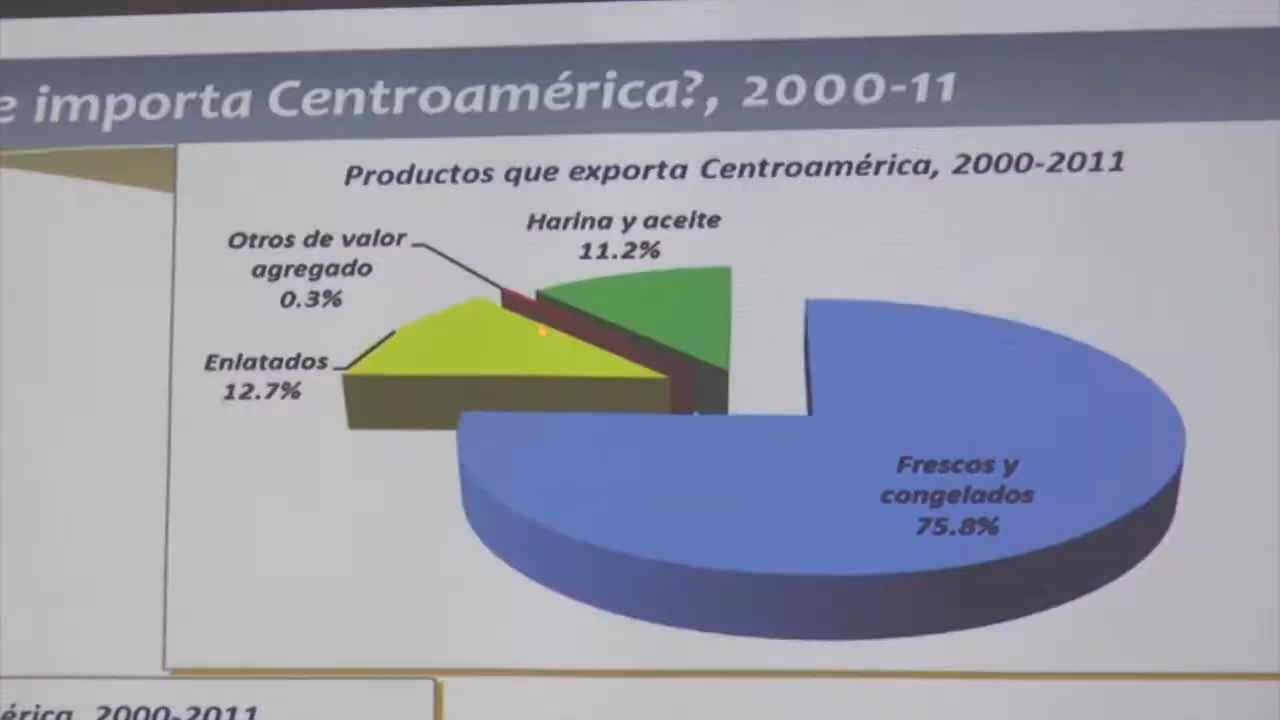 e importa Centroamérica?, 2000-11
Productos que exporta Centroamérica, 2000-2011
Harina y aceite
11.2%
Otros de valor
agregado
0.3%
Enlatados
12.7%
Frescos y
congelados
75.8%
érica, 2000-2011